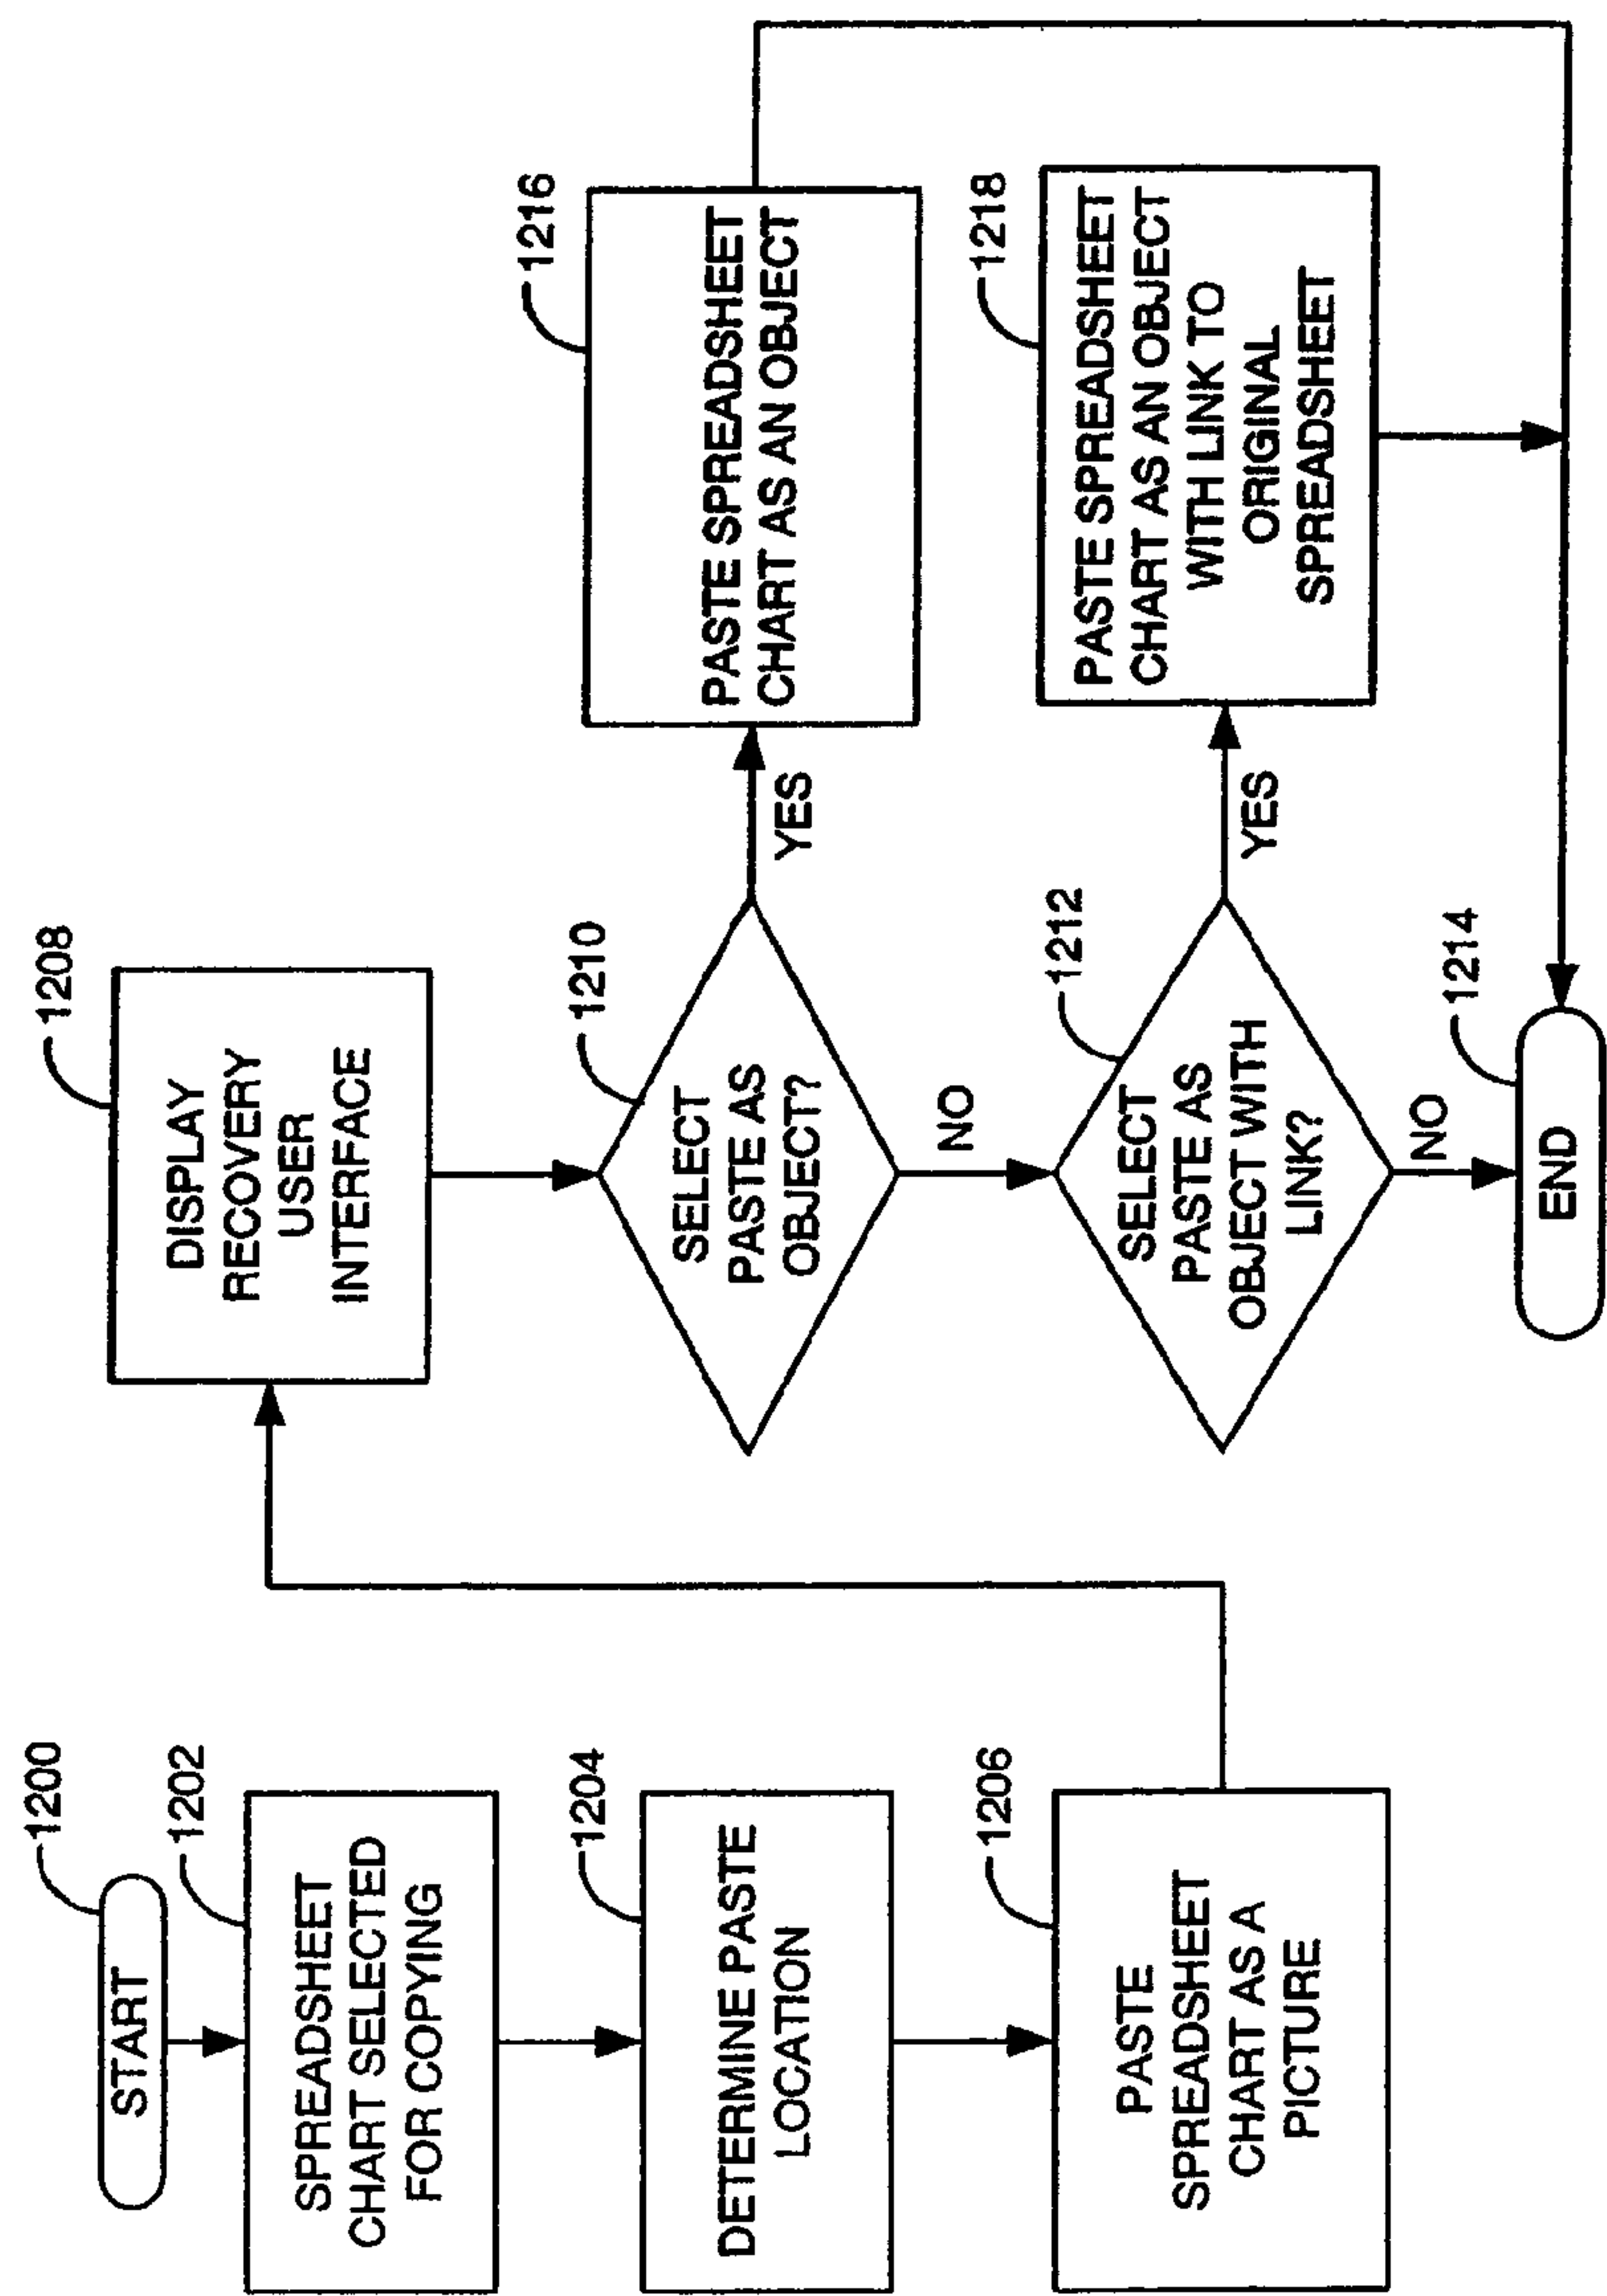 1200
START
1202
SPREADSHEET
CHART SELECTED
FOR COPYING
1204
DETERMINE PASTE
LOCATION
1206
PASTE
SPREADSHEET
CHART AS A
PICTURE
1208
DISPLAY
RECOVERY
USER
INTERFACE
1210
SELECT
PASTE AS
OBJECT?
YES
NO
1216
PASTE SPREADSHEET
CHART AS AN OBJECT
1212
SELECT
PASTE AS
OBJECT WITH
LINK?
YES
NO
1218
PASTE SPREADSHEET
CHART AS AN OBJECT
WITH LINK TO
ORIGINAL
SPREADSHEET
1214
END